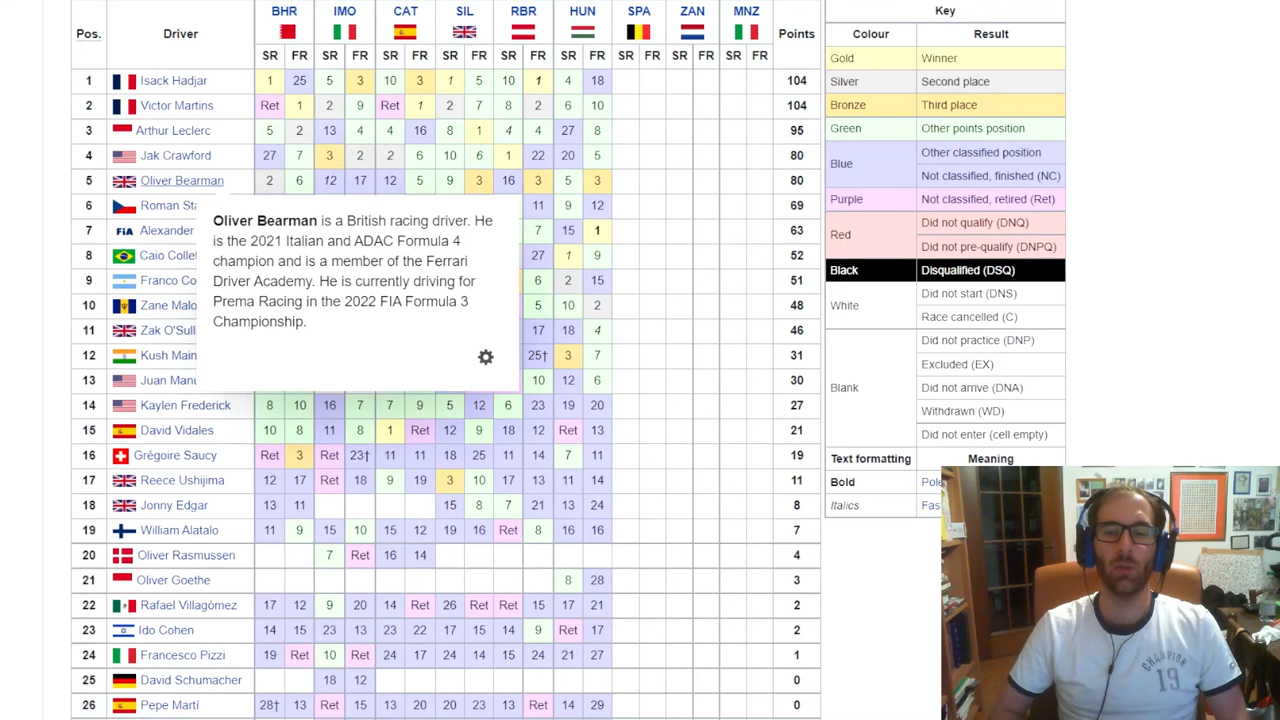 BHR IMO CAT SIL RBR HUN SPA ZAN MNZ
Pos. Driver Points
SR FR SR FR SR FR SR FR SR FR SR FR SR FR SR FR SR FR
1 Isack Hadjar 1 25 5 3 10 3 1 5 10 1 4 18 104
2 Victor Martins Ret 1 2 9 Ret 1 2 7 8 2 6 10 104
3 Arthur Leclerc 5 2 13 4 4 16 8 1 4 4 27 8 95
4 Jak Crawford 27 7 3 2 2 6 10 6 1 22 20 5 80
5 Oliver Bearman 2 6 12 17 12 5 9 3 16 3 5 3 80
6 Roman Sta 11 9 12 69
7 FiA Alexander 7 15 1 63
8 Caio Collet 27 1 9 52
9 Franco Co 6 2 15 51
10 Zane Malo 5 10 2 48
11 Zak O'Sull 17 18 4 46
12 Kush Main 25† 3 7 31
13 Juan Manu 10 12 6 30
14 Kaylen Frederick 8 10 16 7 7 9 5 12 6 23 19 20 27
15 David Vidales 10 8 11 8 1 Ret 12 9 18 12 Ret 13 21
16 Grégoire Saucy Ret 3 Ret 23† 11 11 18 25 11 14 7 11 19
17 Reece Ushijima 12 17 Ret 18 9 19 3 10 17 13 11 14 11
18 Jonny Edgar 13 11 15 8 7 21 13 24 8
19 William Alatalo 11 9 15 10 15 12 19 16 Ret 8 16 16 7
20 Oliver Rasmussen 7 Ret 16 14 4
21 Oliver Goethe 8 28 3
22 Rafael Villagómez 17 12 9 20 14 Ret 26 Ret Ret 15 17 21 2
23 Ido Cohen 14 15 23 13 23 22 17 15 14 9 Ret 17 2
24 Francesco Pizzi 19 Ret 10 Ret 24 17 24 14 15 24 21 27 1
25 David Schumacher 18 12 0
26 Pepe Martí 28† 13 Ret 15 13 20 20 23 13 Ret 14 29 0
Oliver Bearman is a British racing driver. He
is the 2021 Italian and ADAC Formula 4
champion and is a member of the Ferrari
Driver Academy. He is currently driving for
Prema Racing in the 2022 FIA Formula 3
Championship.
Key
Colour Result
Gold Winner
Silver Second place
Bronze Third place
Green Other points position
Blue Other classified position
Not classified, finished (NC)
Purple Not classified, retired (Ret)
Red Did not qualify (DNQ)
Did not pre-qualify (DNPQ)
Black Disqualified (DSQ)
White Did not start (DNS)
Race cancelled (C)
Blank Did not practice (DNP)
Excluded (EX)
Did not arrive (DNA)
Withdrawn (WD)
Did not enter (cell empty)
Text formatting Meaning
Bold Pole
Italics Fas
CHAMPION
19